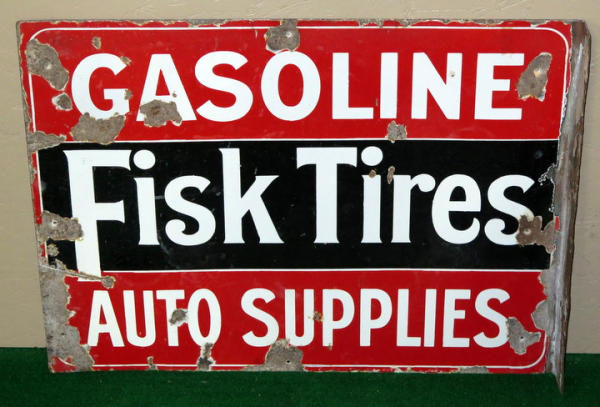 GASOLINE
Fisk Tires
AUTO SUPPLIES